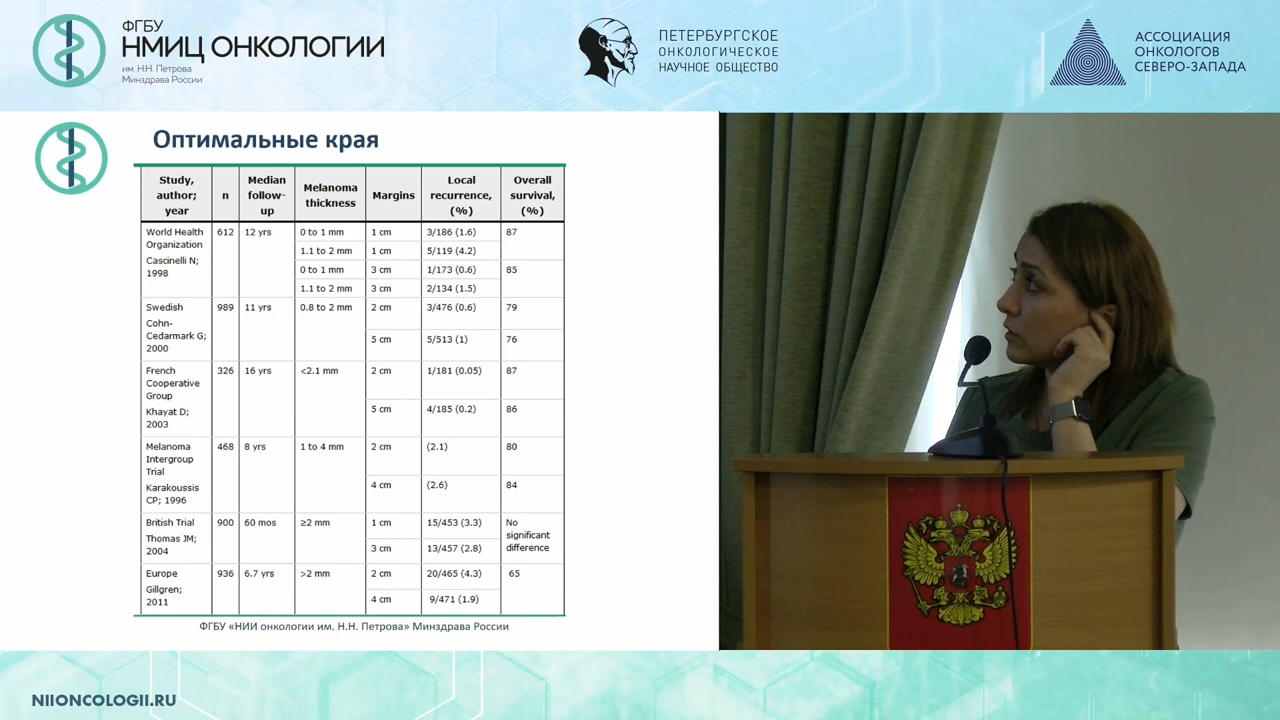 ФГБУ
НМИЦ ОНКОЛОГИИ
им. Н.Н. Петрова
Минздрава России
ПЕТЕРБУРГСКОЕ
ОНКОЛОГИЧЕСКОЕ
НАУЧНОЕ ОБЩЕСТВО
АССОЦИАЦИЯ
ОНКОЛОГОВ
СЕВЕРО-ЗАПАДА
Оптимальные края
Study, author; year n Median follow-up Melanoma thickness Margins Local recurrence, (%) Overall survival, (%)
World Health Organization Cascinelli N; 1998 612 12 yrs 0 to 1 mm 1 cm 3/186 (1.6) 87
1.1 to 2 mm 1 cm 5/119 (4.2)
0 to 1 mm 3 cm 1/173 (0.6) 85
1.1 to 2 mm 3 cm 2/134 (1.5)
Swedish Cohn-Cedarmark G; 2000 989 11 yrs 0.8 to 2 mm 2 cm 3/476 (0.6) 79
5 cm 5/513 (1) 76
French Cooperative Group Khayat D; 2003 326 16 yrs <2.1 mm 2 cm 1/181 (0.05) 87
5 cm 4/185 (0.2) 86
Melanoma Intergroup Trial Karakoussis CP; 1996 468 8 yrs 1 to 4 mm 2 cm (2.1) 80
4 cm (2.6) 84
British Trial Thomas JM; 2004 900 60 mos ≥2 mm 1 cm 15/453 (3.3) No significant difference
3 cm 13/457 (2.8)
Europe Gillgren; 2011 936 6.7 yrs >2 mm 2 cm 20/465 (4.3) 65
4 cm 9/471 (1.9)
ФГБУ «НИИ онкологии им. Н.Н. Петрова» Минздрава России
NIIONCOLOGII.RU